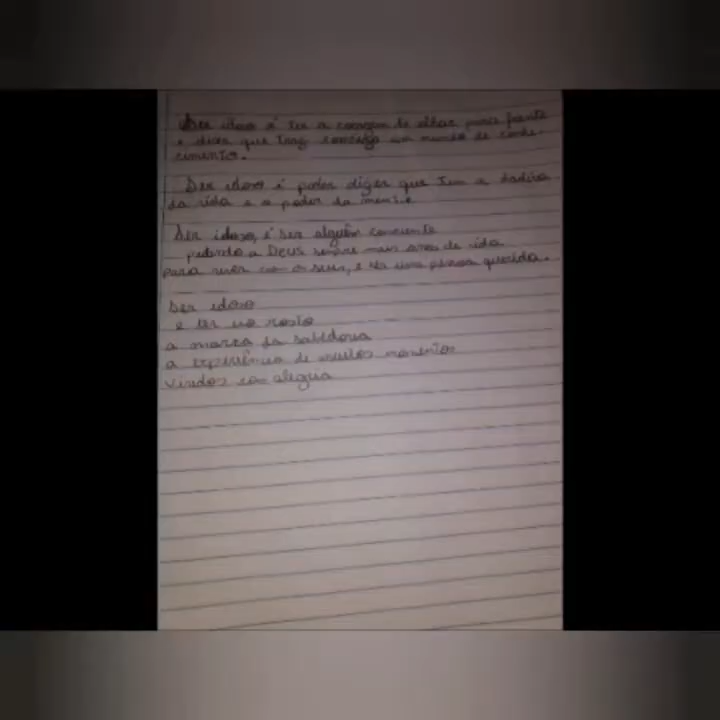 Ser idoso é ter a coragem de olhar para frente
e dizer que traz consigo um mundo de conhe-
cimento.
Ser idoso é poder dizer que tem a dádiva
da vida e o poder da mente
Ser idoso, é ser alguém consciente
pedindo a Deus sempre mais anos de vida
para viver com os seus, e ser uma pessoa querida.
Ser idoso
e ter no rosto
a marca da sabedoria
a experiência de muitos momentos
vividos com alegria